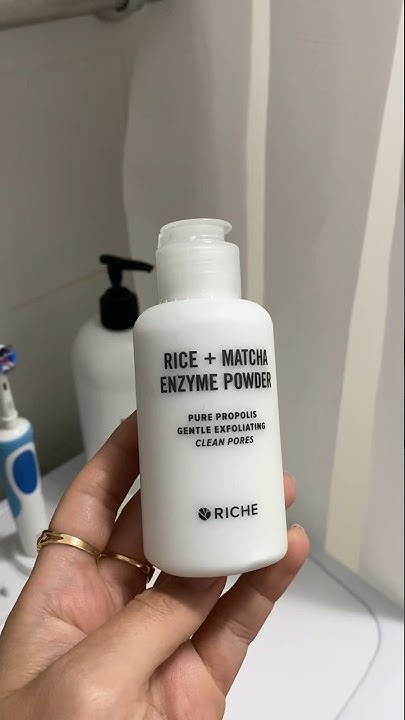 RICE + MATCHA
ENZYME POWDER
PURE PROPOLIS
GENTLE EXFOLIATING
CLEAN PORES
RICHE